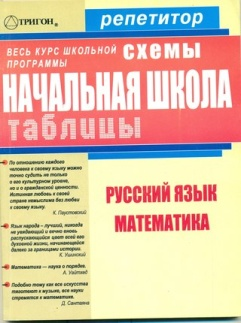 ТРИГОН®
репетитор
ВЕСЬ КУРС ШКОЛЬНОЙ
ПРОГРАММЫ
схемы
НАЧАЛЬНАЯ ШКОЛА
таблицы
По отношению каждого
человека к своему языку можно
точно судить не только
о его культурном уровне,
но и о гражданской ценности.
Истинная любовь к своей
стране немыслима без любви
к своему языку.
К. Паустовский
Язык народа – лучший, никогда
не увядающий и вечно вновь
распускающийся цвет всей его
духовной жизни, начинающейся
далеко за границами истории.
К. Ушинский
Математика — наука о порядке.
А. Уайтхед
Подобно тому как все искусства
тяготеют к музыке, все науки
стремятся к математике.
Д. Сантаяна
РУССКИЙ ЯЗЫК
МАТЕМАТИКА